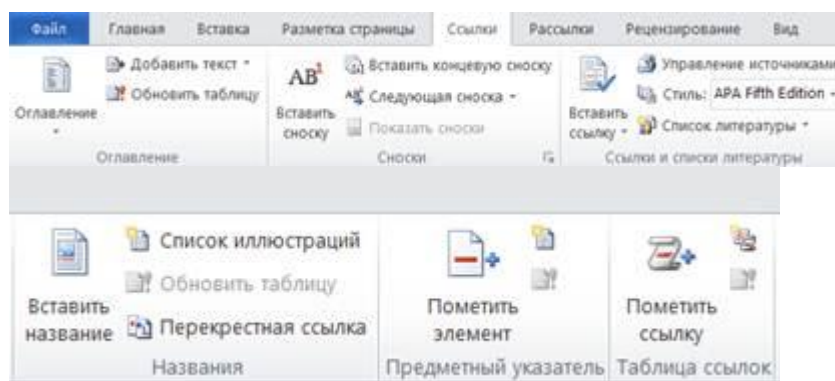 Файл Главная Вставка Разметка страницы Ссылки Рассылки Рецензирование Вид
Оглавление
Добавить текст
Обновить таблицу
Оглавление
AB1
Вставить сноску
Вставить концевую сноску
Следующая сноска
Показать сноски
Сноски
Вставить ссылку
Управление источниками
Стиль: APA Fifth Edition
Список литературы
Ссылки и списки литературы
Вставить название
Список иллюстраций
Обновить таблицу
Перекрестная ссылка
Названия
Пометить элемент
Предметный указатель
Пометить ссылку
Таблица ссылок